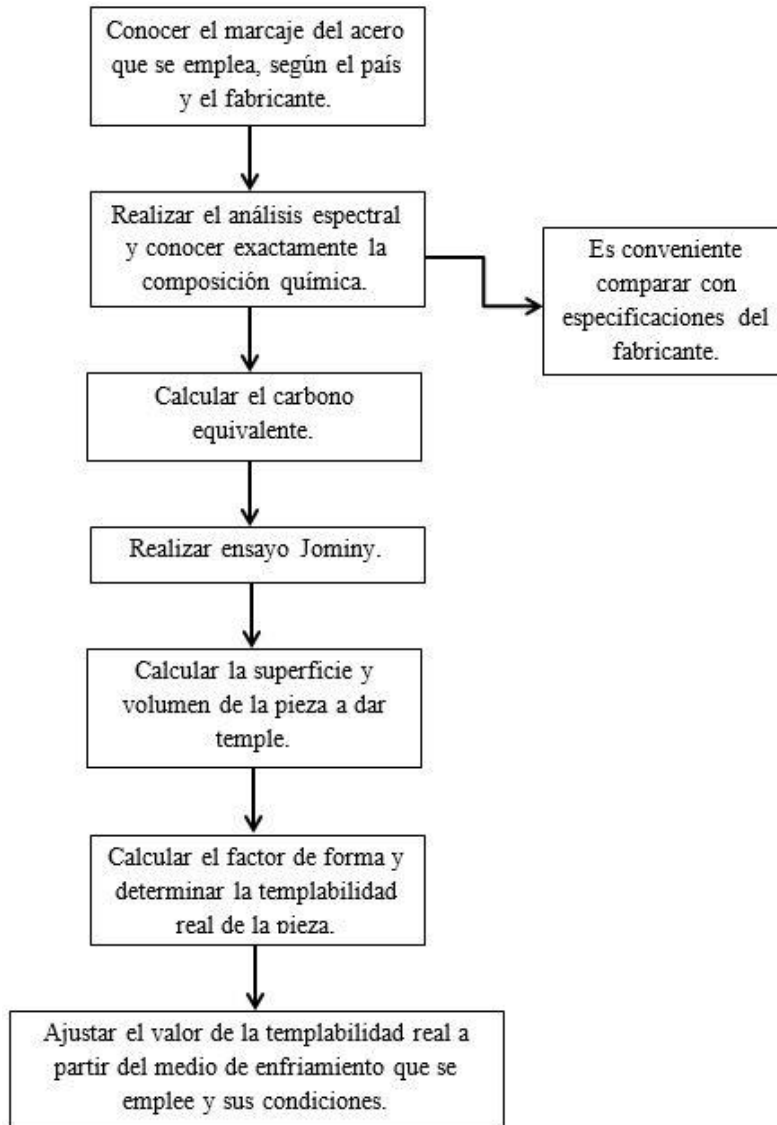 Conocer el marcaje del acero
que se emplea, según el país
y el fabricante.
Realizar el análisis espectral
y conocer exactamente la
composición química.
Es conveniente
comparar con
especificaciones del
fabricante.
Calcular el carbono
equivalente.
Realizar ensayo Jominy.
Calcular la superficie y
volumen de la pieza a dar
temple.
Calcular el factor de forma y
determinar la templabilidad
real de la pieza.
Ajustar el valor de la templabilidad real a
partir del medio de enfriamiento que se
emplee y sus condiciones.